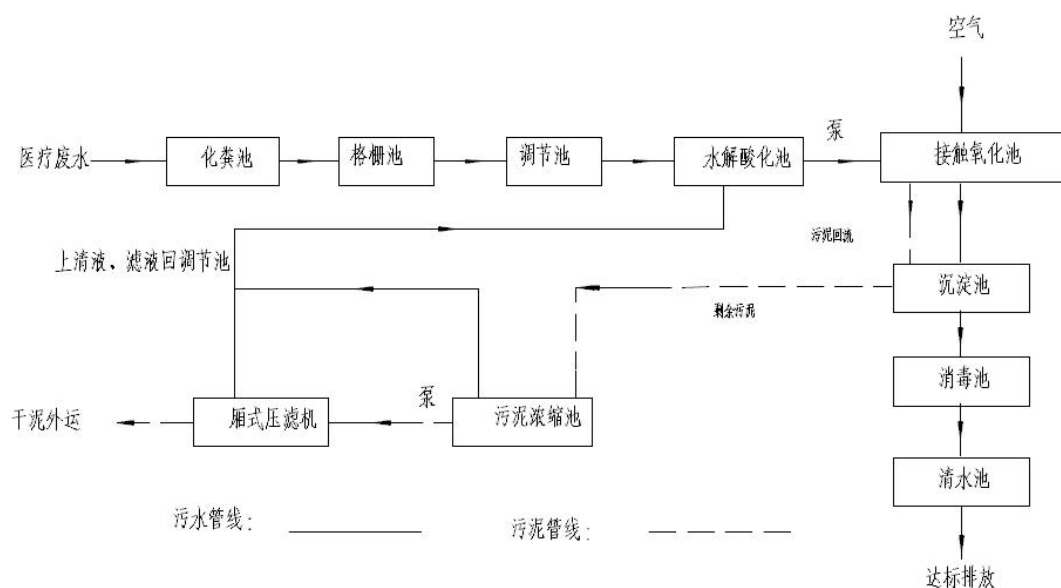 空气
医疗废水
化粪池
格栅池
调节池
水解酸化池
泵
接触氧化池
污泥回流
上清液、滤液回调节池
沉淀池
剩余污泥
消毒池
泵
干泥外运
厢式压滤机
污泥浓缩池
清水池
污水管线：
污泥管线：
达标排放